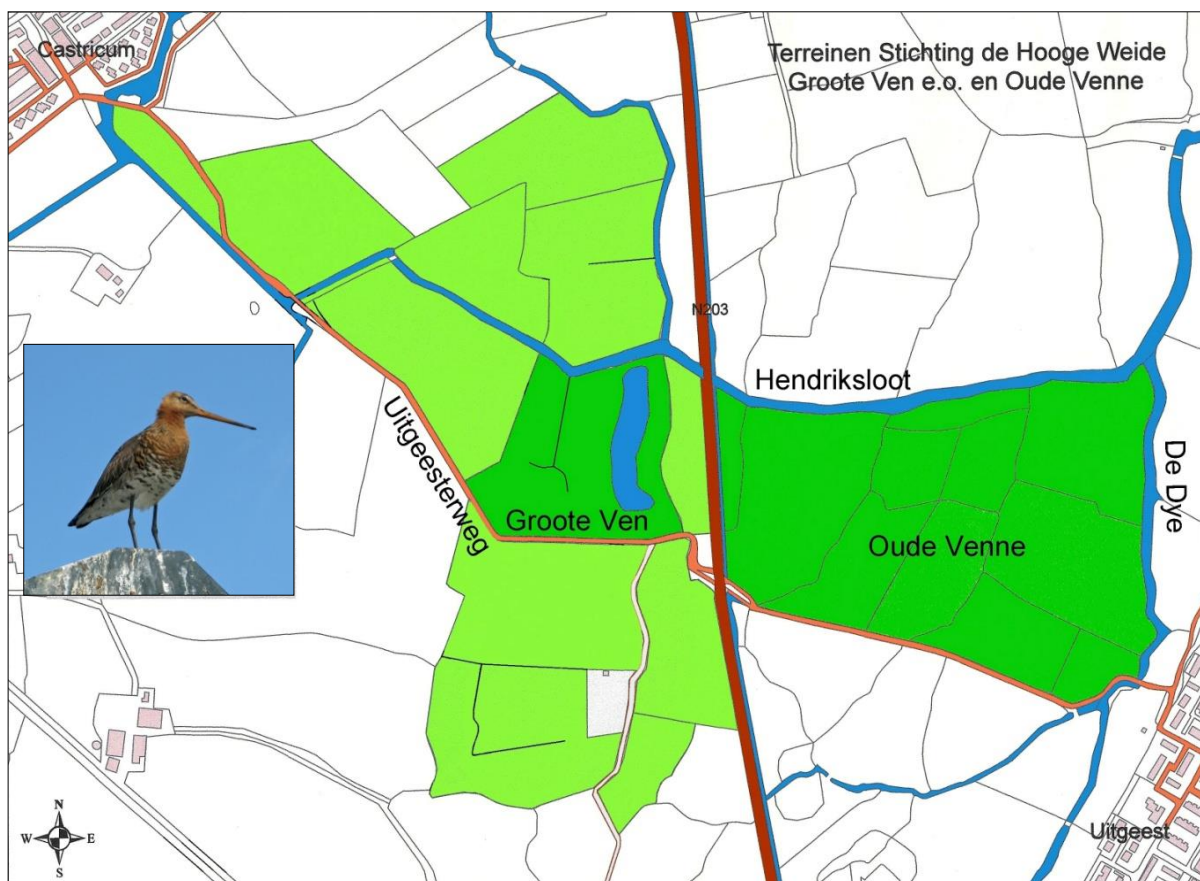 Castricum
Terreinen Stichting de Hooge Weide
Groote Ven e.o. en Oude Venne
N203
Hendriksloot
Uitgeesterweg
De Dye
Groote Ven
Oude Venne
Uitgeest
N
W E
S